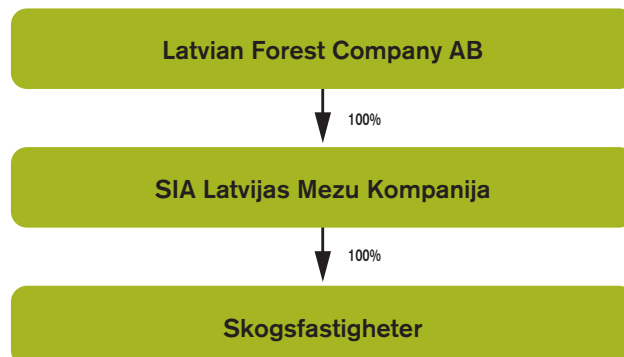 Latvian Forest Company AB
100%
SIA Latvijas Mezu Kompanija
100%
Skogsfastigheter